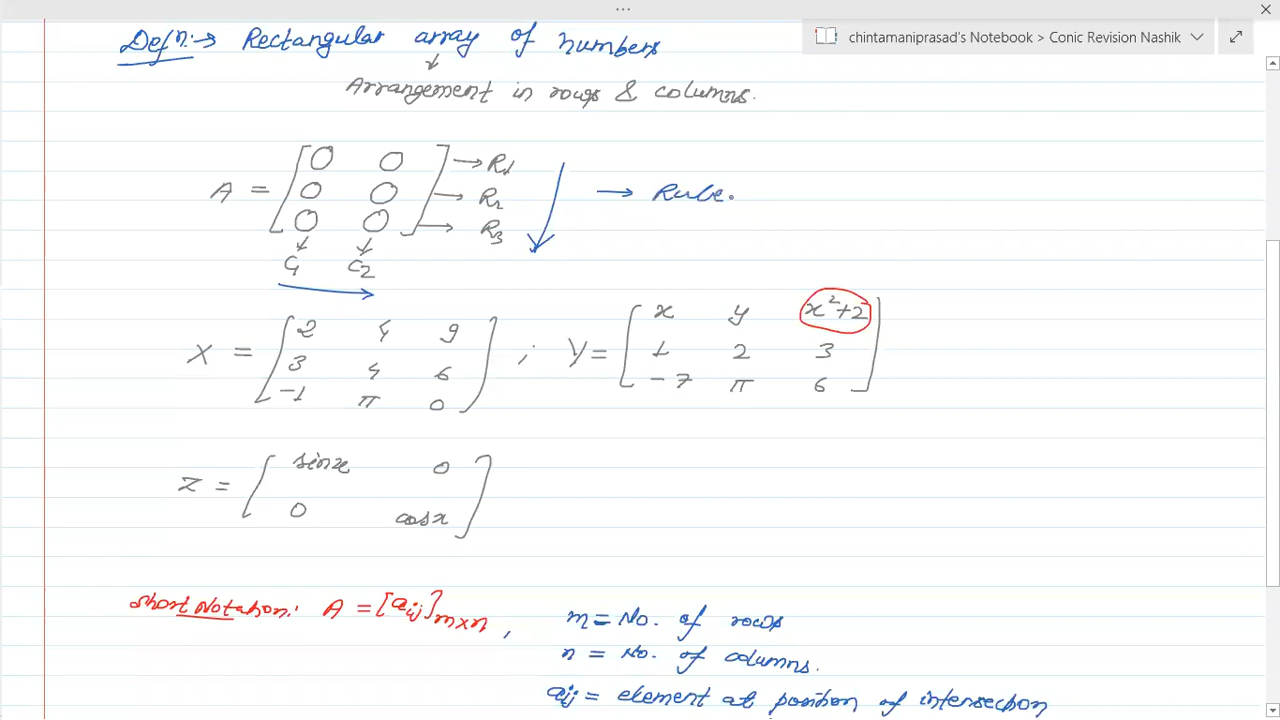 chintamaniprasad's Notebook > Conic Revision Nashik
Defn:→ Rectangular array of numbers
Arrangement in rows & columns.
A = [0 0 → R1
0 0 → R2 → Rule.
0 0] → R3
C1 C2
X = [2 4 9
3 4 6
-1 π 0] ; Y = [x y x²+2
1 2 3
-7 π 6]
Z = [sinx 0
0 cosx]
Short Notation: A = [aij]m×n , m = No. of rows
n = No. of columns.
aij = element at position of intersection